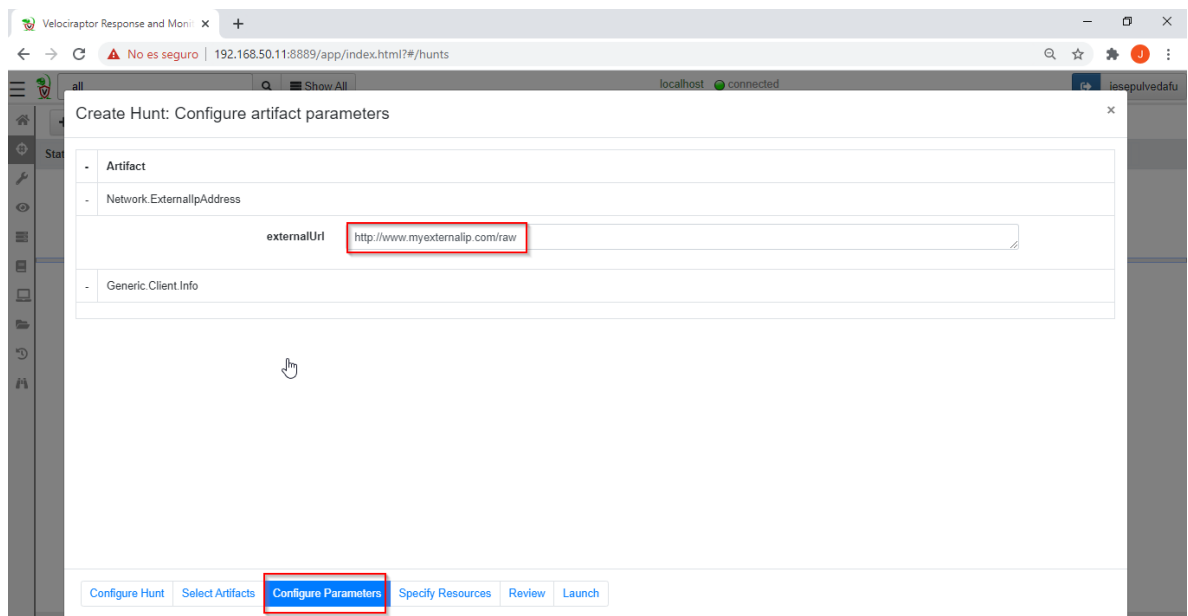 Velociraptor Response and Moni
No es seguro | 192.168.50.11:8889/app/index.html?#/hunts
J
all
Show All
localhost connected
jesepulvedafu
Create Hunt: Configure artifact parameters
×
Stat
- Artifact
- Network.ExternalIpAddress
externalUrl http://www.myexternalip.com/raw
- Generic.Client.Info
Configure Hunt Select Artifacts Configure Parameters Specify Resources Review Launch